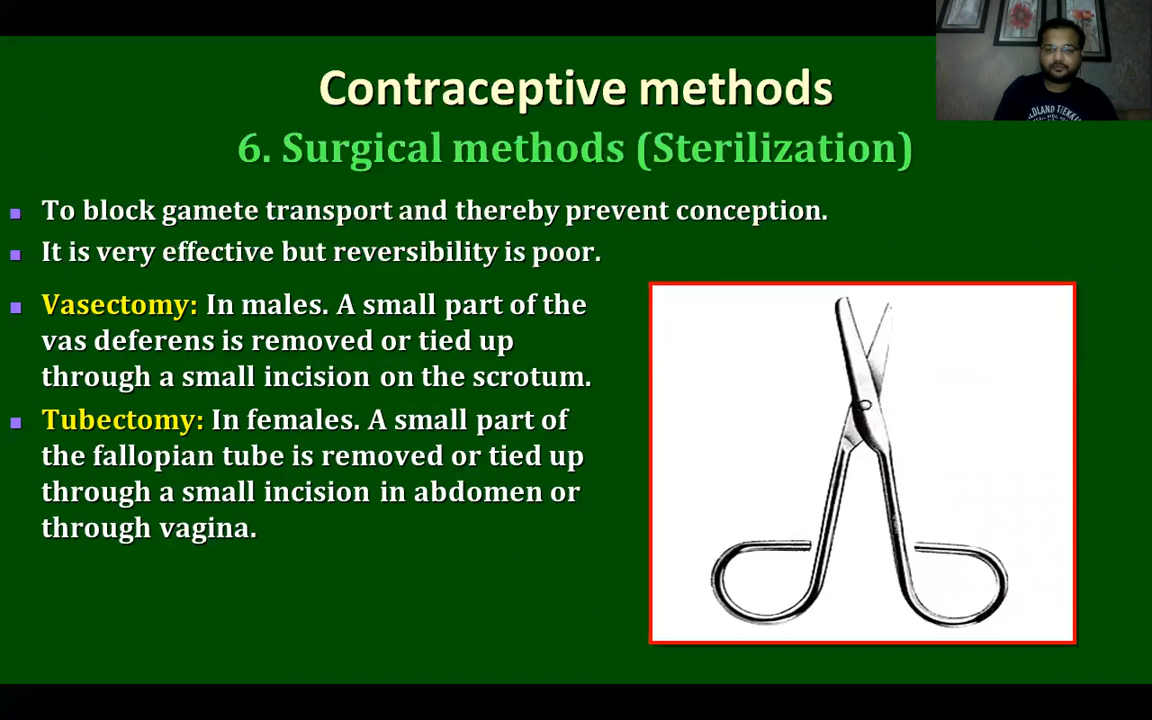 Contraceptive methods
6. Surgical methods (Sterilization)
To block gamete transport and thereby prevent conception.
It is very effective but reversibility is poor.
Vasectomy: In males. A small part of the
vas deferens is removed or tied up
through a small incision on the scrotum.
Tubectomy: In females. A small part of
the fallopian tube is removed or tied up
through a small incision in abdomen or
through vagina.